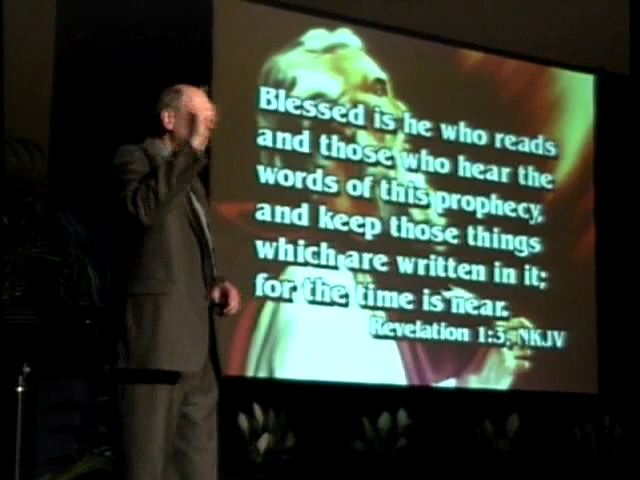 Blessed is he who reads
and those who hear the
words of this prophecy,
and keep those things
which are written in it;
for the time is near.
Revelation 1:3, NKJV